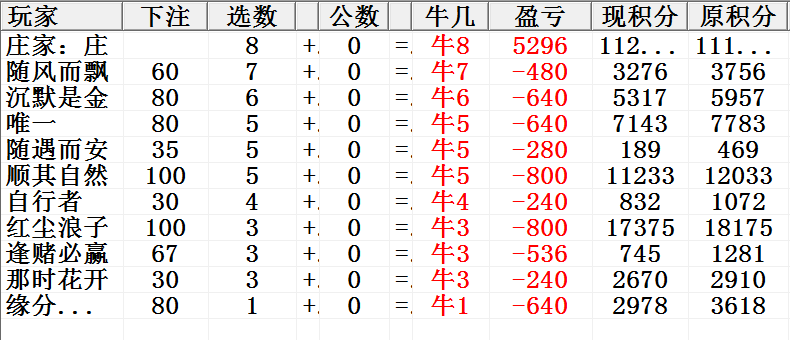 玩家 下注 选数 公数 牛几 盈亏 现积分 原积分
庄家：庄 8 +. 0 =. 牛8 5296 112... 111...
随风而飘 60 7 +. 0 =. 牛7 -480 3276 3756
沉默是金 80 6 +. 0 =. 牛6 -640 5317 5957
唯一 80 5 +. 0 =. 牛5 -640 7143 7783
随遇而安 35 5 +. 0 =. 牛5 -280 189 469
顺其自然 100 5 +. 0 =. 牛5 -800 11233 12033
自行者 30 4 +. 0 =. 牛4 -240 832 1072
红尘浪子 100 3 +. 0 =. 牛3 -800 17375 18175
逢赌必赢 67 3 +. 0 =. 牛3 -536 745 1281
那时花开 30 3 +. 0 =. 牛3 -240 2670 2910
缘分... 80 1 +. 0 =. 牛1 -640 2978 3618